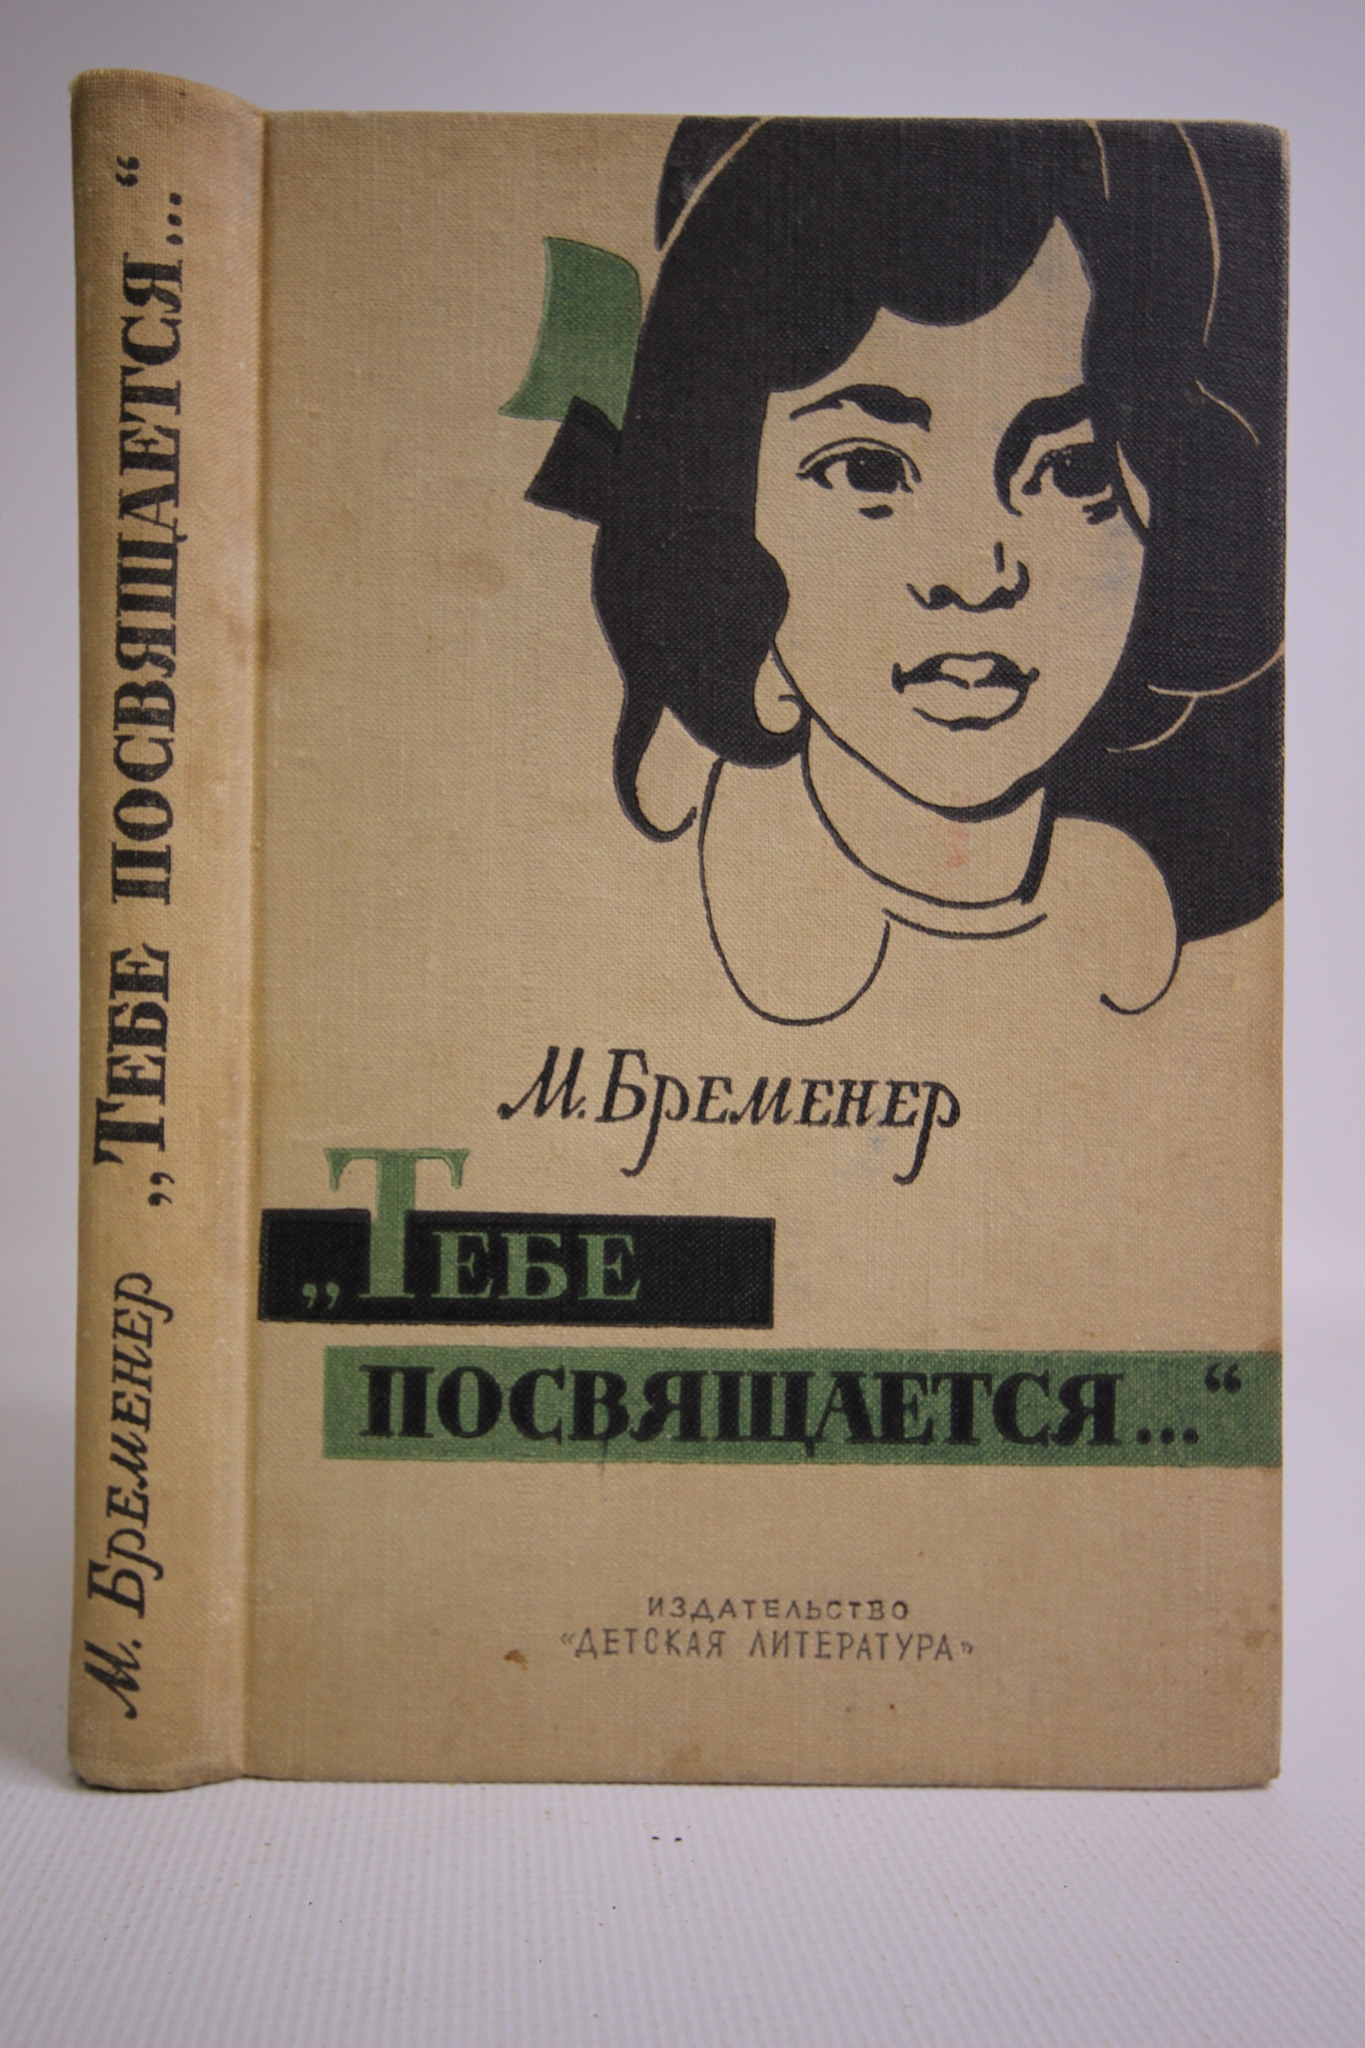 М. Бременер „Тебе посвящается...“
М. Бременер
„Тебе
посвящается...“
ИЗДАТЕЛЬСТВО
«ДЕТСКАЯ ЛИТЕРАТУРА»